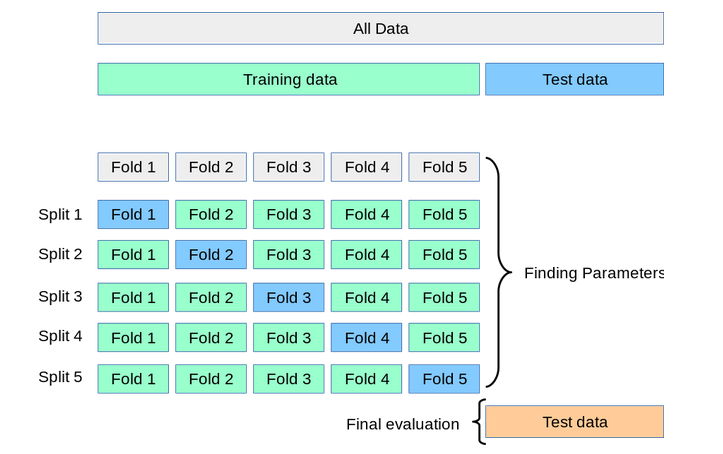 All Data
Training data Test data
Fold 1 Fold 2 Fold 3 Fold 4 Fold 5
Split 1 Fold 1 Fold 2 Fold 3 Fold 4 Fold 5
Split 2 Fold 1 Fold 2 Fold 3 Fold 4 Fold 5
Finding Parameters
Split 3 Fold 1 Fold 2 Fold 3 Fold 4 Fold 5
Split 4 Fold 1 Fold 2 Fold 3 Fold 4 Fold 5
Split 5 Fold 1 Fold 2 Fold 3 Fold 4 Fold 5
Final evaluation Test data